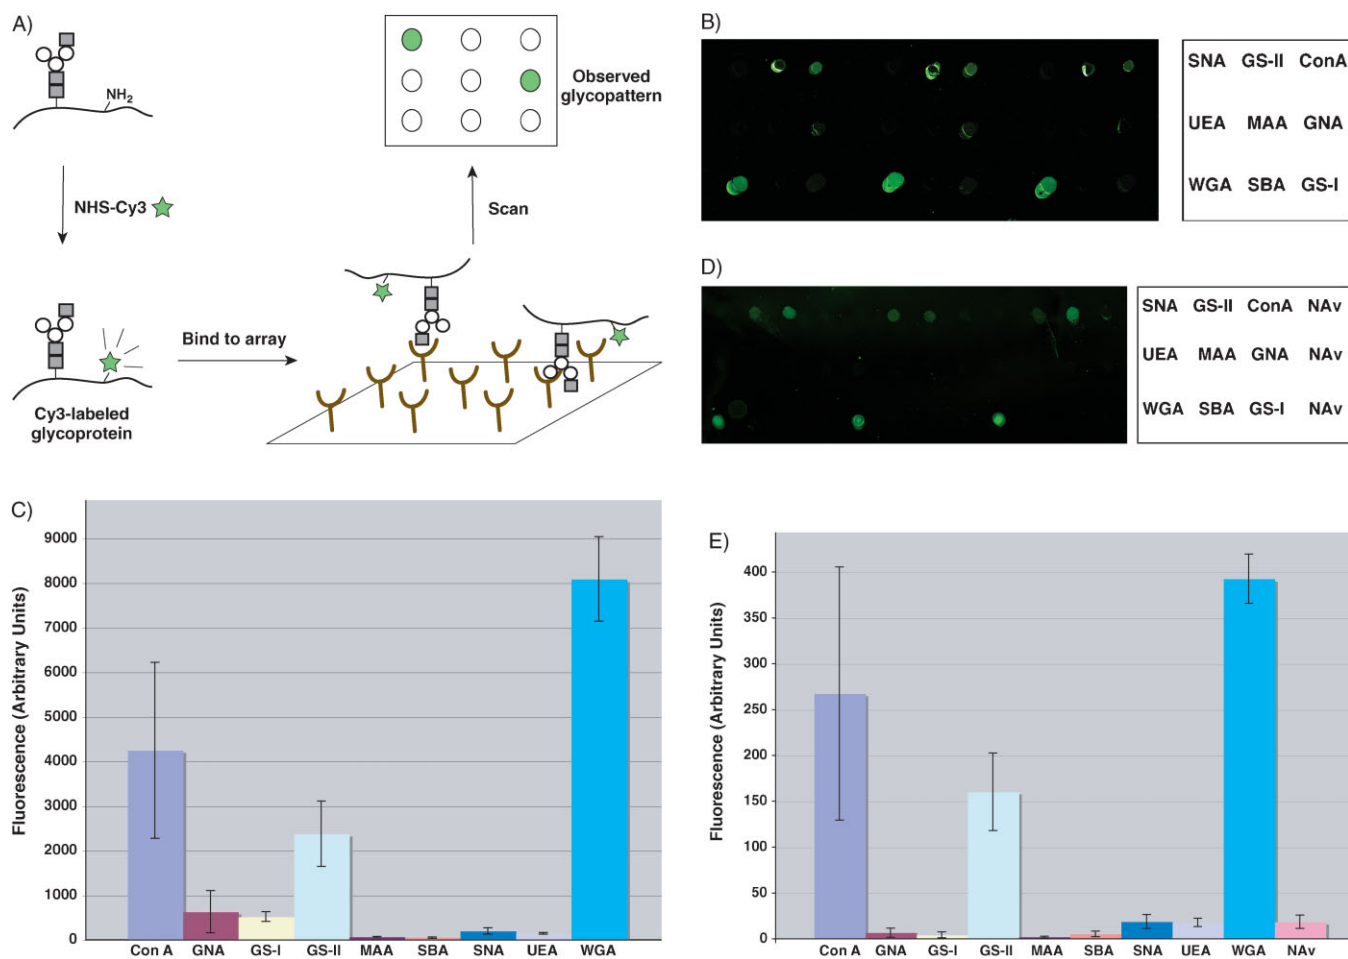 A)
NH2
NHS-Cy3
Cy3-labeled
glycoprotein
Bind to array
Scan
Observed
glycopattern
B)
SNA GS-II ConA
UEA MAA GNA
WGA SBA GS-I
D)
SNA GS-II ConA NAv
UEA MAA GNA NAv
WGA SBA GS-I NAv
C)
Fluorescence (Arbitrary Units)
9000
8000
7000
6000
5000
4000
3000
2000
1000
0
Con A GNA GS-I GS-II MAA SBA SNA UEA WGA
E)
Fluorescence (Arbitrary Units)
400
350
300
250
200
150
100
50
0
Con A GNA GS-I GS-II MAA SBA SNA UEA WGA NAv